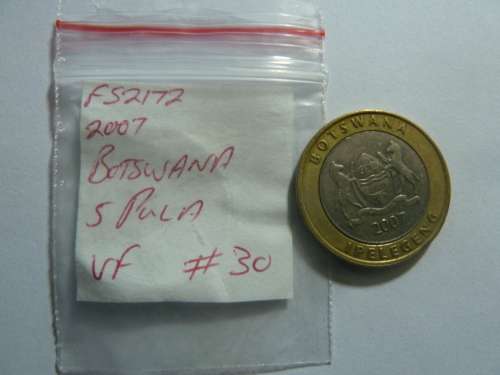 FS2172
2007
BOTSWANA
5 PULA
VF #30
BOTSWANA
2007
IPELEGENG